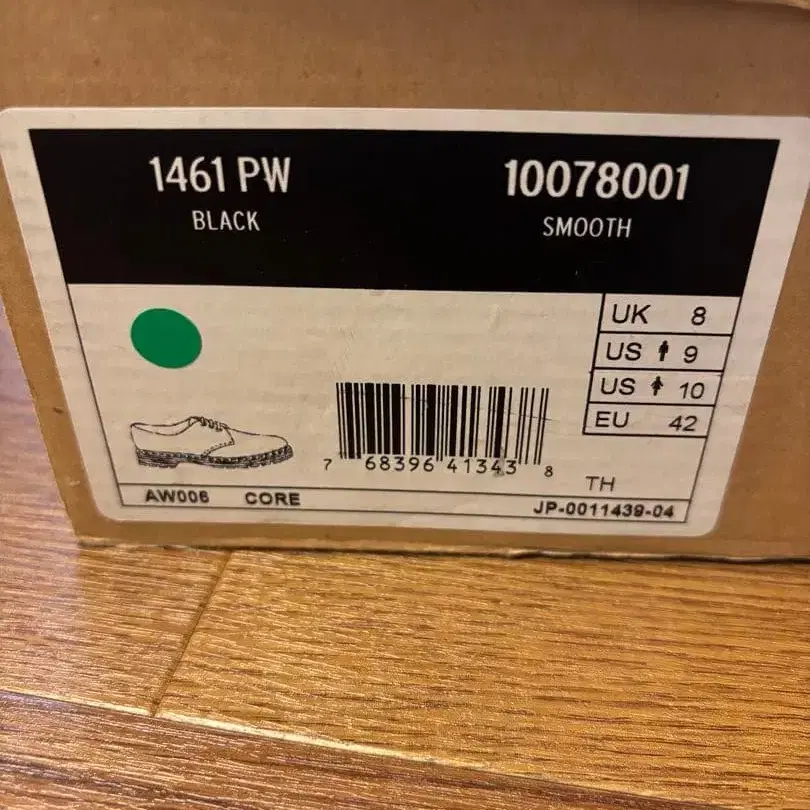 1461 PW
BLACK
10078001
SMOOTH
UK 8
US 9
US 10
EU 42
7 68396 41343 8
TH
AW006 CORE
JP-0011439-04